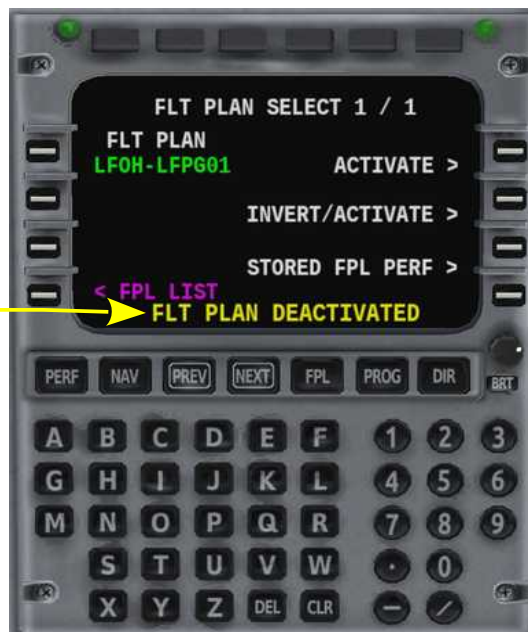 FLT PLAN SELECT 1 / 1
FLT PLAN
LFOH-LFPG01 ACTIVATE >
INVERT/ACTIVATE >
STORED FPL PERF >
< FPL LIST
FLT PLAN DEACTIVATED
PERF NAV PREV NEXT FPL PROG DIR BRT
A B C D E F 1 2 3
G H I J K L 4 5 6
M N O P Q R 7 8 9
S T U V W · 0
X Y Z DEL CLR − /